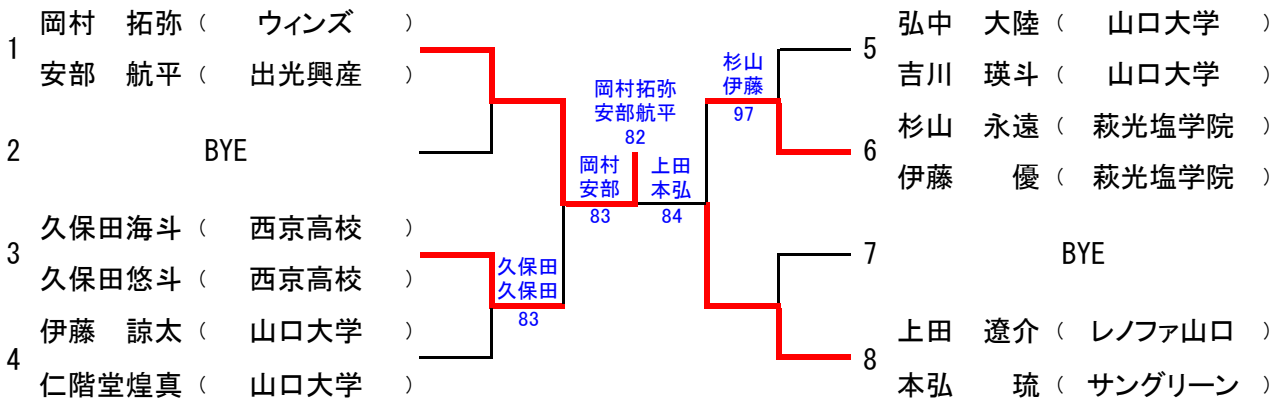 1
岡村　拓弥（　ウィンズ　）
安部　航平（　出光興産　）
2
BYE
3
久保田海斗（　西京高校　）
久保田悠斗（　西京高校　）
4
伊藤　諒太（　山口大学　）
仁階堂煌真（　山口大学　）
久保田
久保田
83
岡村
安部
83
岡村拓弥
安部航平
82
上田
本弘
84
杉山
伊藤
97
5
弘中　大陸（　山口大学　）
吉川　瑛斗（　山口大学　）
6
杉山　永遠（　萩光塩学院　）
伊藤　　優（　萩光塩学院　）
7
BYE
8
上田　遼介（　レノファ山口　）
本弘　　琉（　サングリーン　）